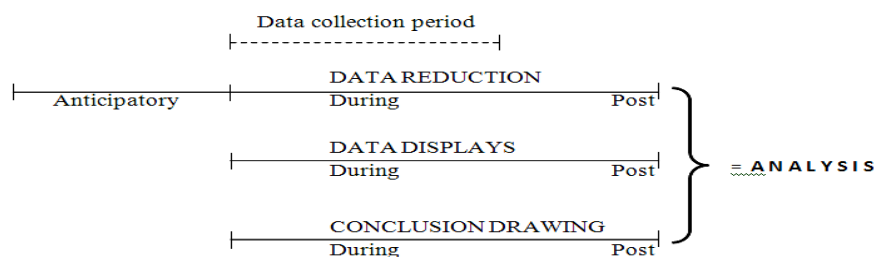 Data collection period
DATA REDUCTION
Anticipatory During Post
DATA DISPLAYS
During Post
= ANALYSIS
CONCLUSION DRAWING
During Post